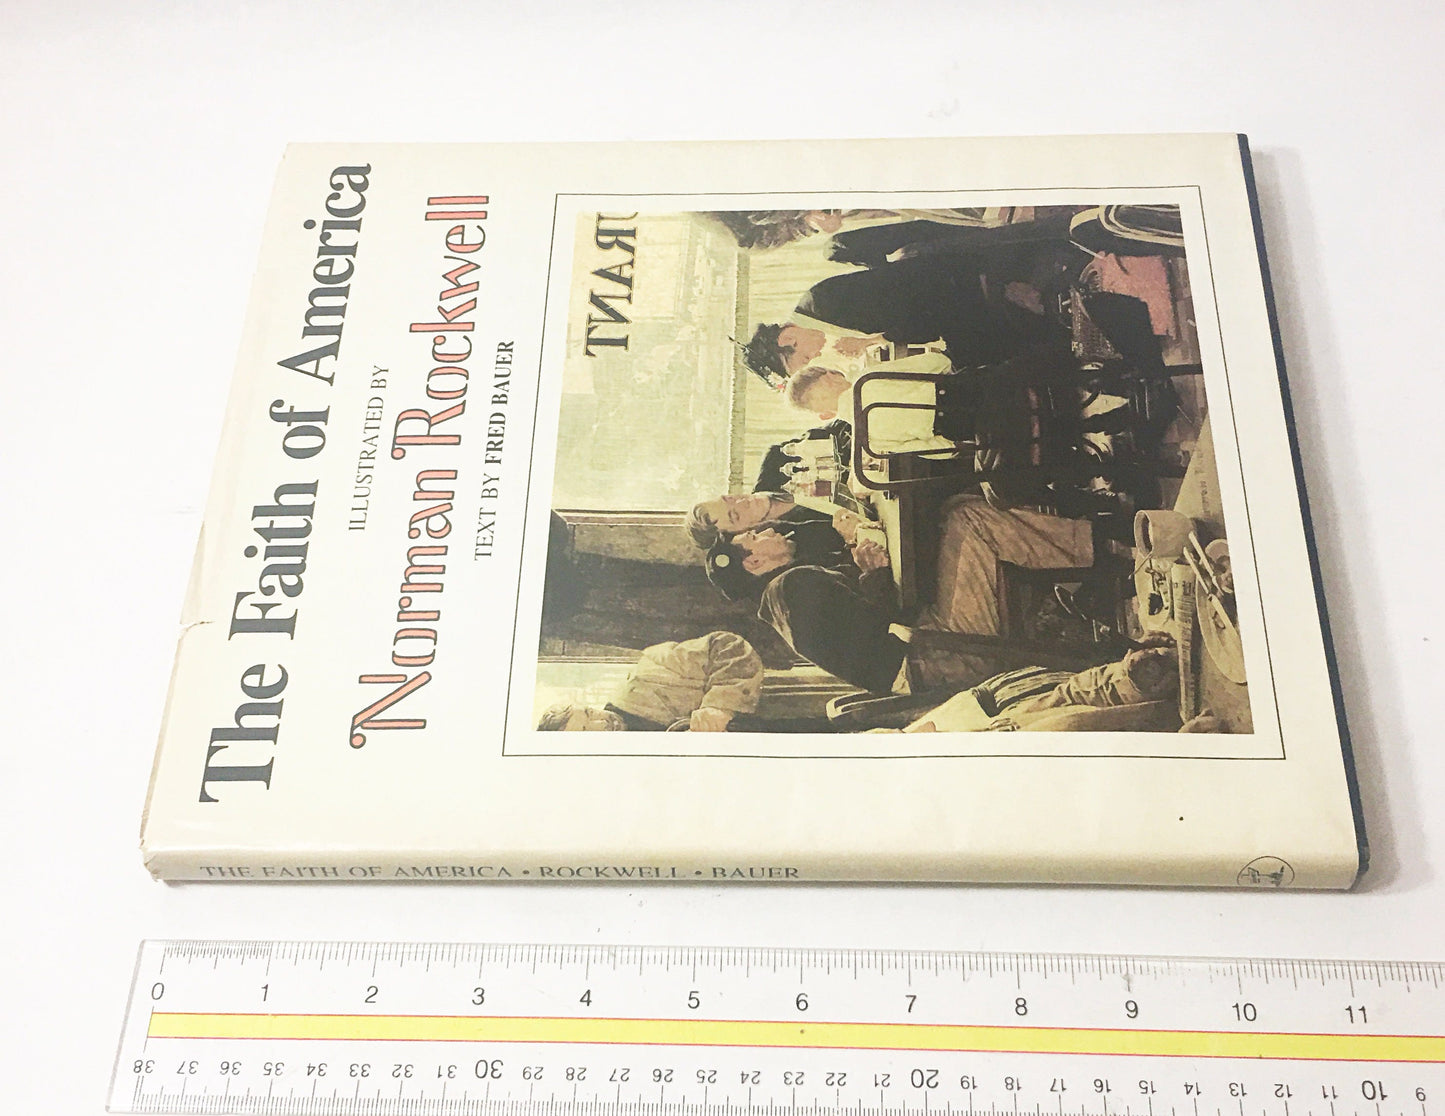 The Faith of America
ILLUSTRATED BY
Norman Rockwell
TEXT BY FRED BAUER
RANT
THE FAITH OF AMERICA • ROCKWELL • BAUER
0 1 2 3 4 5 6 7 8 9 10 11
38 37 36 35 34 33 32 31 30 29 28 27 26 25 24 23 22 21 20 19 18 17 16 15 14 13 12 11 10 9